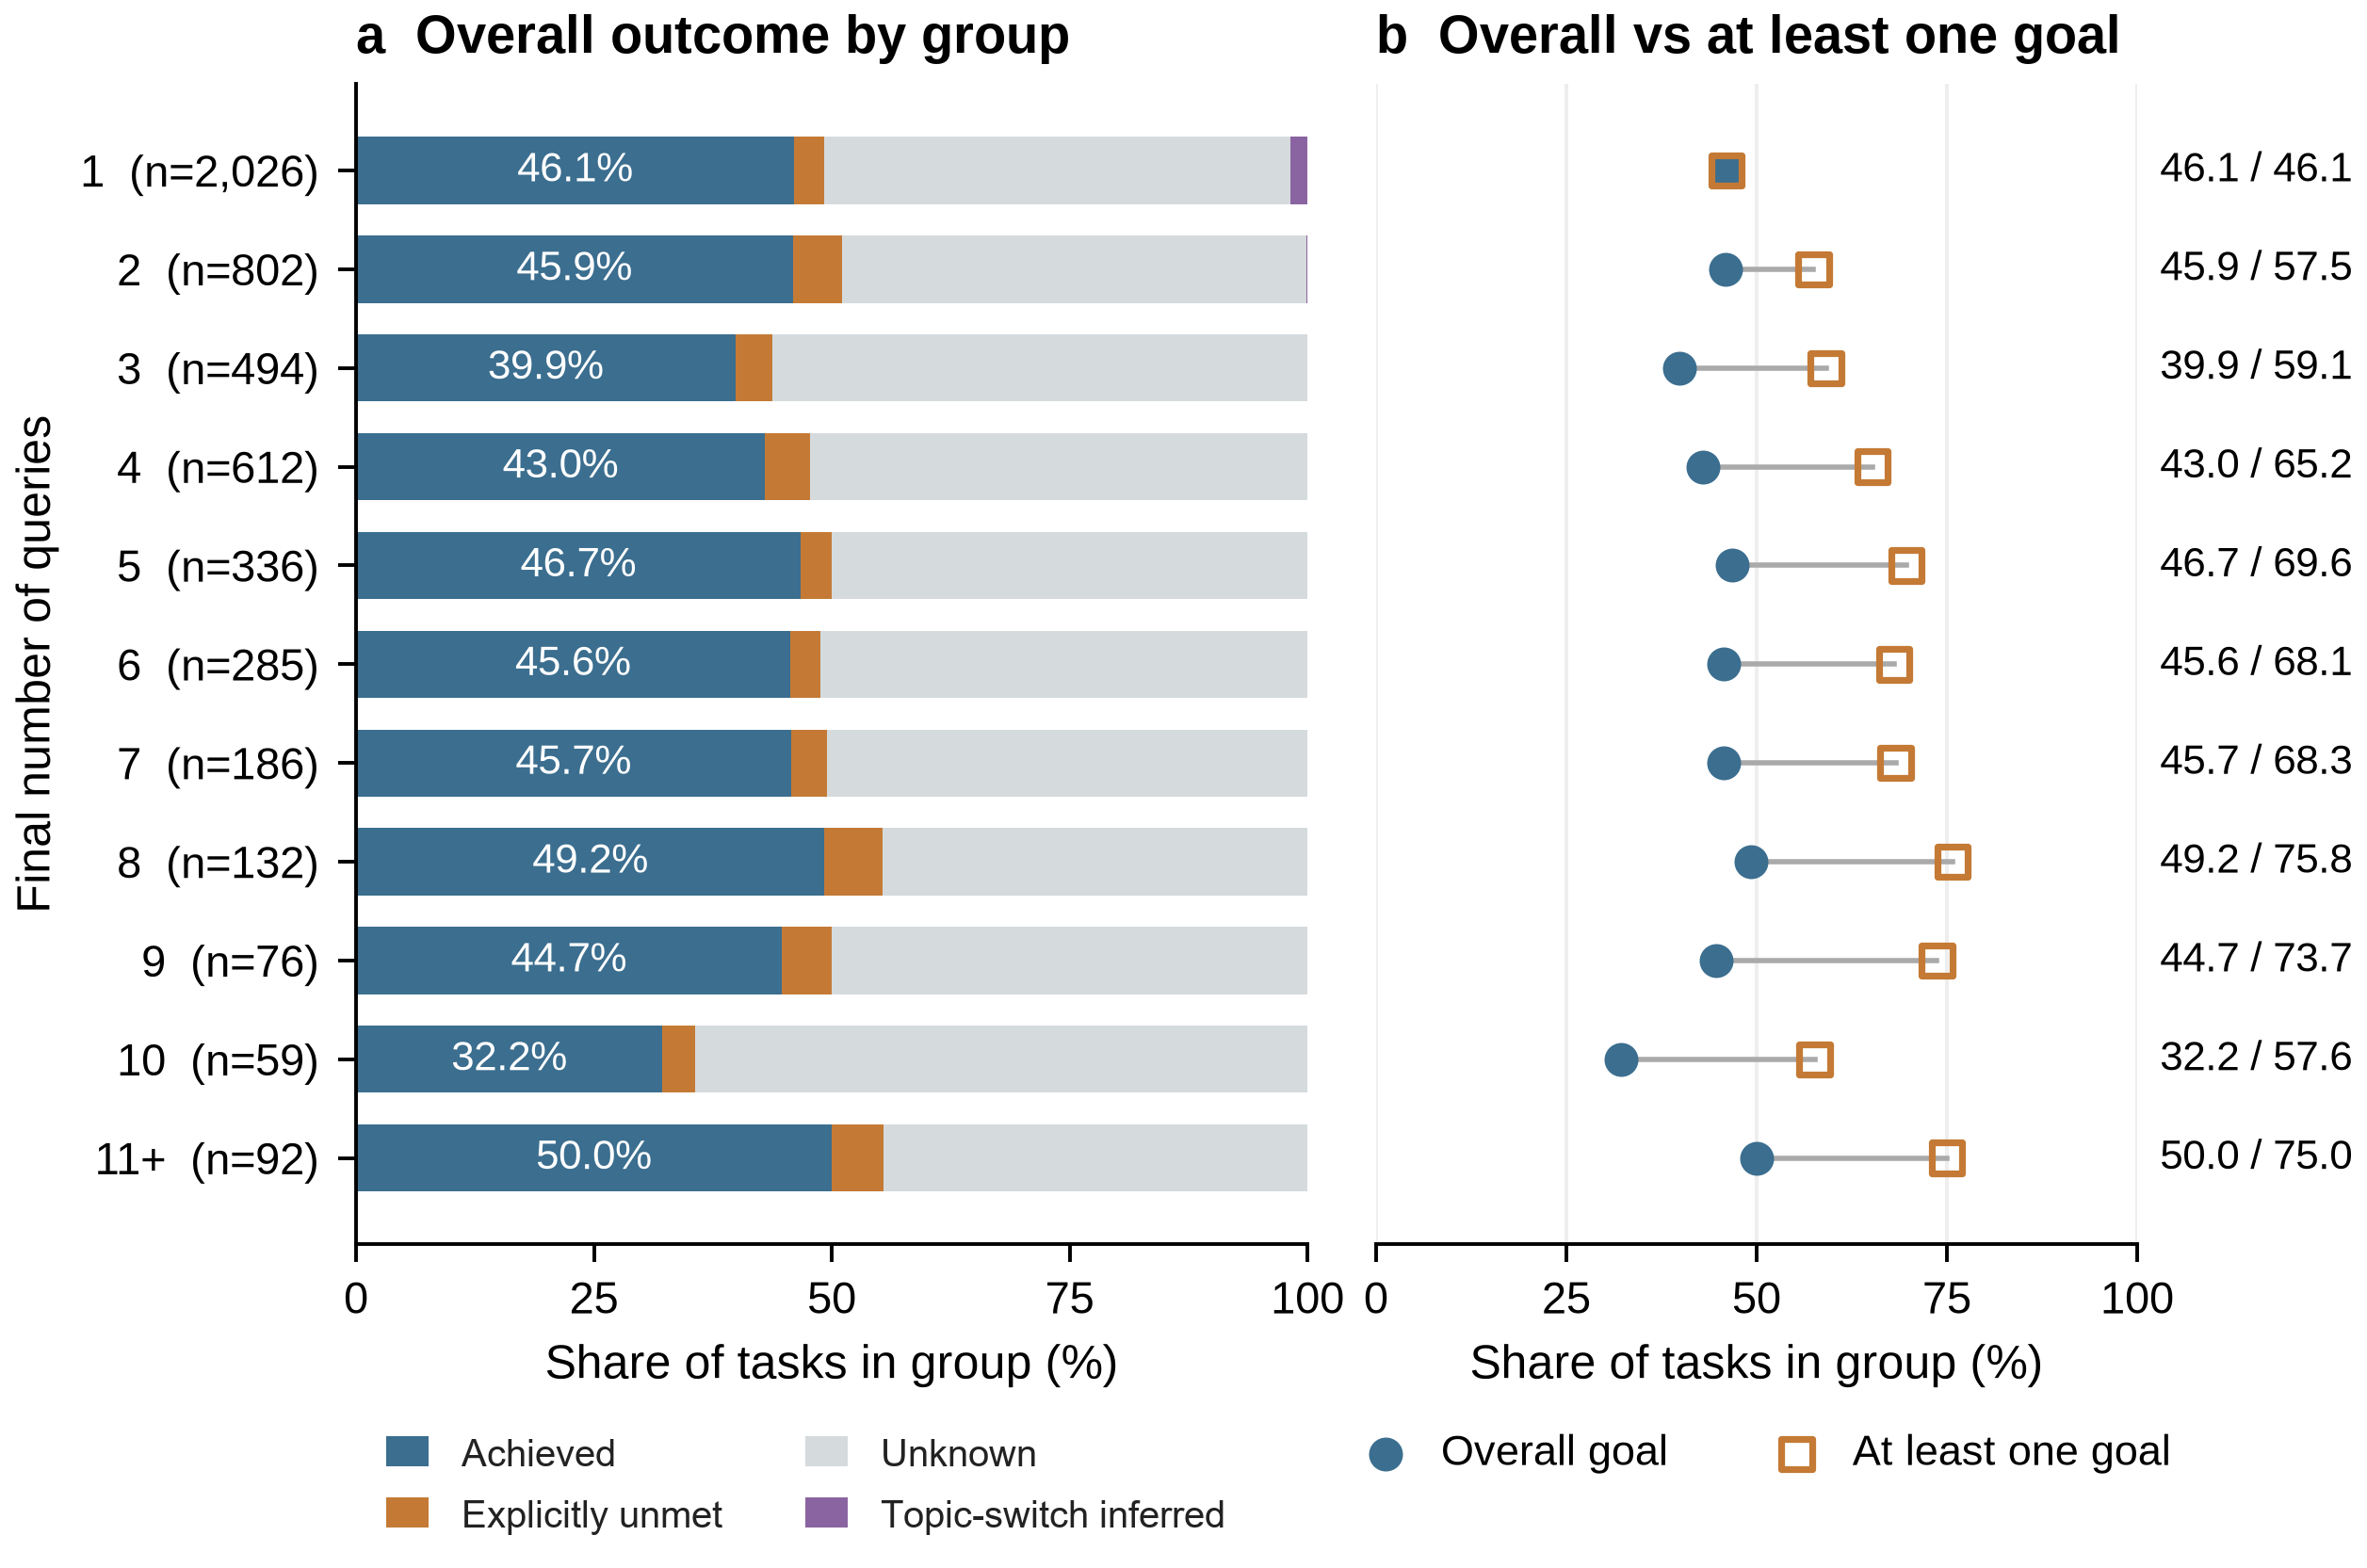 a Overall outcome by group
b Overall vs at least one goal
Final number of queries
1 (n=2,026) 46.1% 46.1 / 46.1
2 (n=802) 45.9% 45.9 / 57.5
3 (n=494) 39.9% 39.9 / 59.1
4 (n=612) 43.0% 43.0 / 65.2
5 (n=336) 46.7% 46.7 / 69.6
6 (n=285) 45.6% 45.6 / 68.1
7 (n=186) 45.7% 45.7 / 68.3
8 (n=132) 49.2% 49.2 / 75.8
9 (n=76) 44.7% 44.7 / 73.7
10 (n=59) 32.2% 32.2 / 57.6
11+ (n=92) 50.0% 50.0 / 75.0
0 25 50 75 100
0 25 50 75 100
Share of tasks in group (%)
Share of tasks in group (%)
Achieved
Unknown
Explicitly unmet
Topic-switch inferred
Overall goal
At least one goal